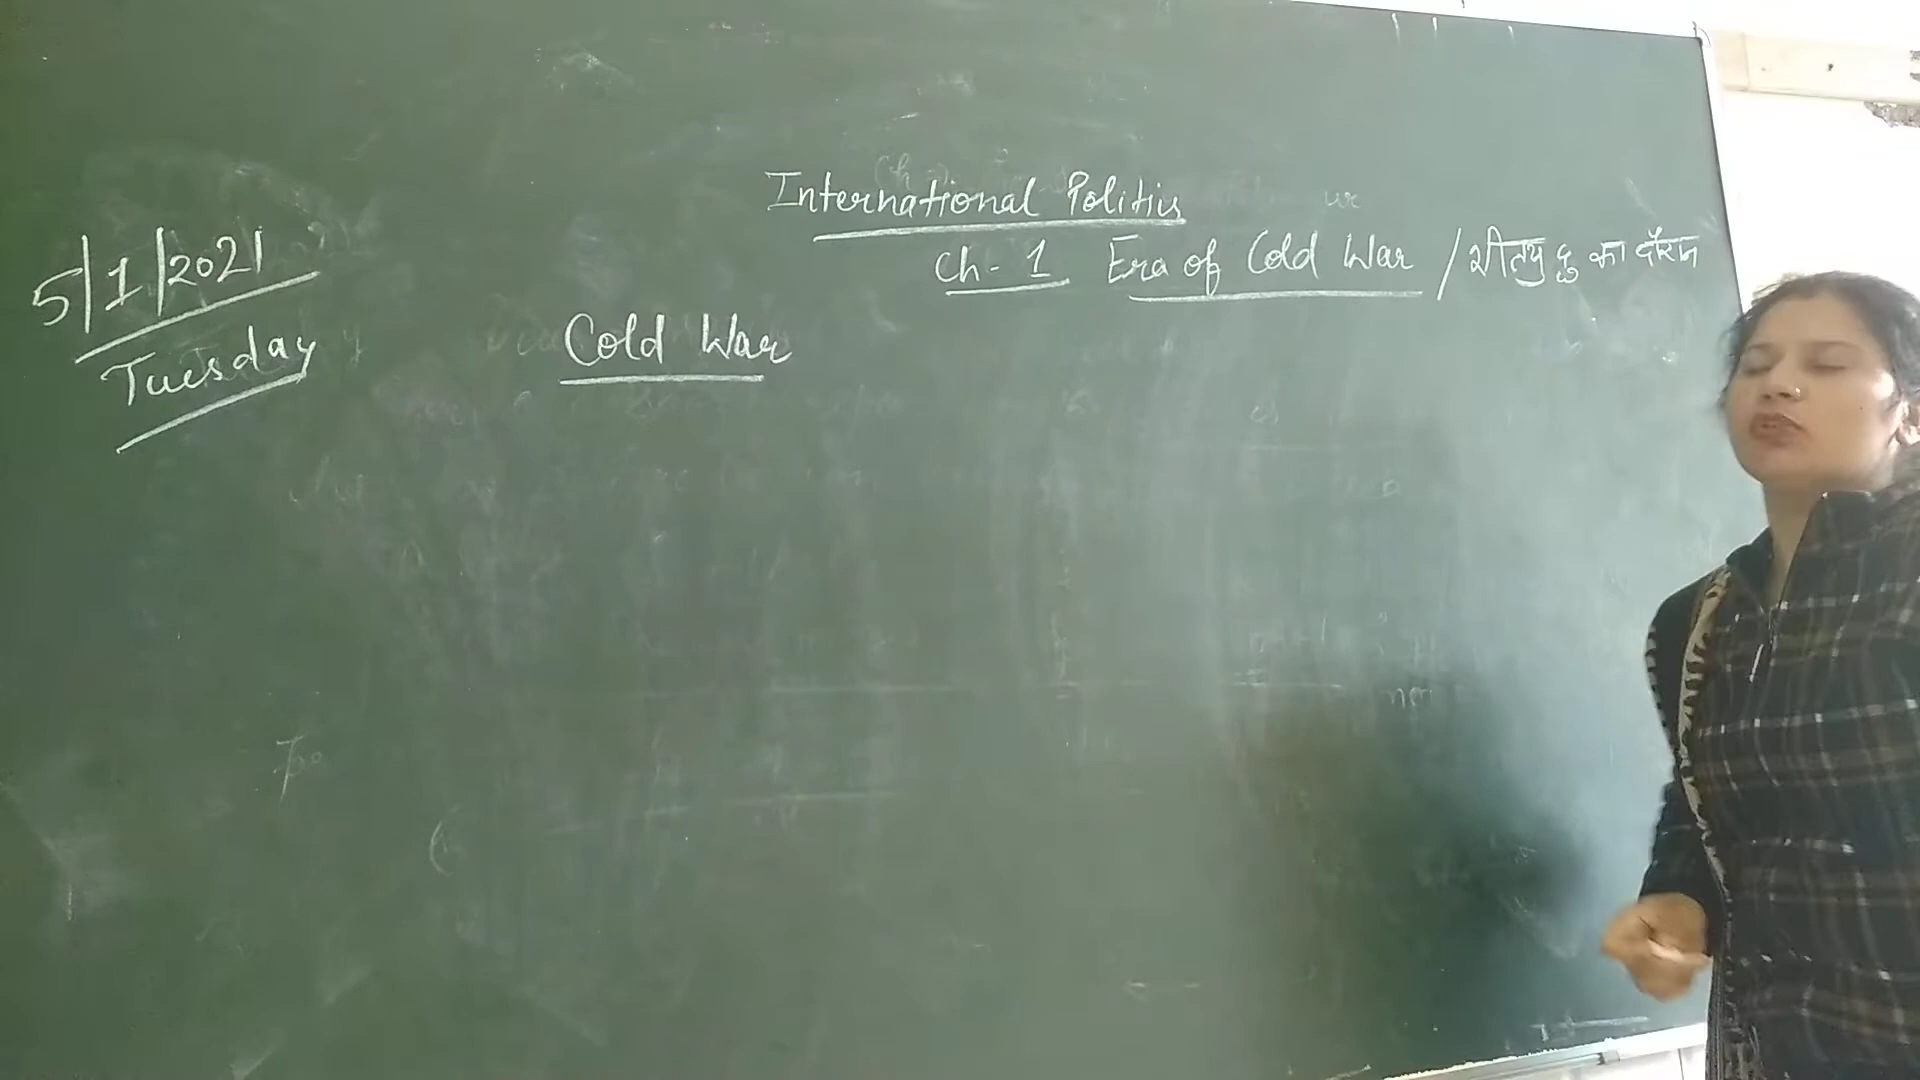 International Politics
Ch-1 Era of Cold War / शीतयुद्ध का दौर
5/1/2021
Tuesday
Cold War